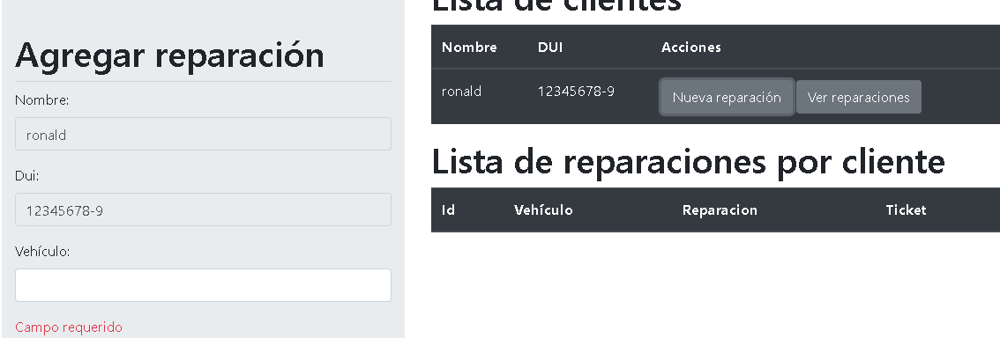 Agregar reparación
Nombre:
ronald
Dui:
12345678-9
Vehículo:
Campo requerido
Lista de clientes
Nombre DUI Acciones
ronald 12345678-9 Nueva reparación Ver reparaciones
Lista de reparaciones por cliente
Id Vehículo Reparacion Ticket